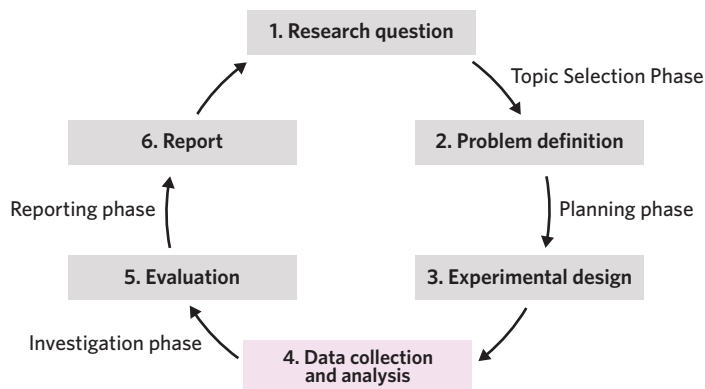 1. Research question
Topic Selection Phase
2. Problem definition
Planning phase
3. Experimental design
4. Data collection
and analysis
Investigation phase
5. Evaluation
Reporting phase
6. Report